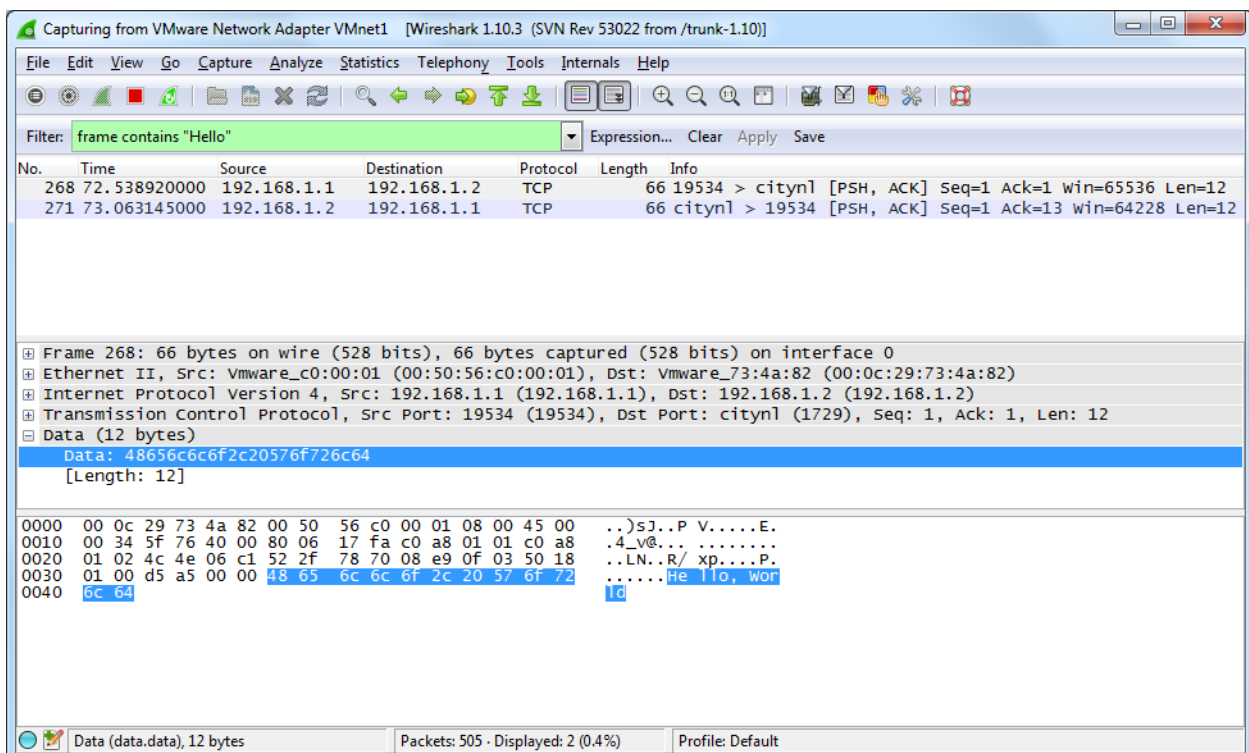 Capturing from VMware Network Adapter VMnet1 [Wireshark 1.10.3 (SVN Rev 53022 from /trunk-1.10)]
File Edit View Go Capture Analyze Statistics Telephony Tools Internals Help
Filter: frame contains "Hello" Expression... Clear Apply Save
No. Time Source Destination Protocol Length Info
268 72.538920000 192.168.1.1 192.168.1.2 TCP 66 19534 > citynl [PSH, ACK] Seq=1 Ack=1 Win=65536 Len=12
271 73.063145000 192.168.1.2 192.168.1.1 TCP 66 citynl > 19534 [PSH, ACK] Seq=1 Ack=13 Win=64228 Len=12
Frame 268: 66 bytes on wire (528 bits), 66 bytes captured (528 bits) on interface 0
Ethernet II, Src: Vmware_c0:00:01 (00:50:56:c0:00:01), Dst: Vmware_73:4a:82 (00:0c:29:73:4a:82)
Internet Protocol Version 4, Src: 192.168.1.1 (192.168.1.1), Dst: 192.168.1.2 (192.168.1.2)
Transmission Control Protocol, Src Port: 19534 (19534), Dst Port: citynl (1729), Seq: 1, Ack: 1, Len: 12
Data (12 bytes)
Data: 48656c6c6f2c20576f726c64
[Length: 12]
0000 00 0c 29 73 4a 82 00 50 56 c0 00 01 08 00 45 00 ..)sJ..P V.....E.
0010 00 34 5f 76 40 00 80 06 17 fa c0 a8 01 01 c0 a8 .4_v@... ........
0020 01 02 4c 4e 06 c1 52 2f 78 70 08 e9 0f 03 50 18 ..LN..R/ xp....P.
0030 01 00 d5 a5 00 00 48 65 6c 6c 6f 2c 20 57 6f 72 ......He llo, Wor
0040 6c 64 ld
Data (data.data), 12 bytes Packets: 505 · Displayed: 2 (0.4%) Profile: Default